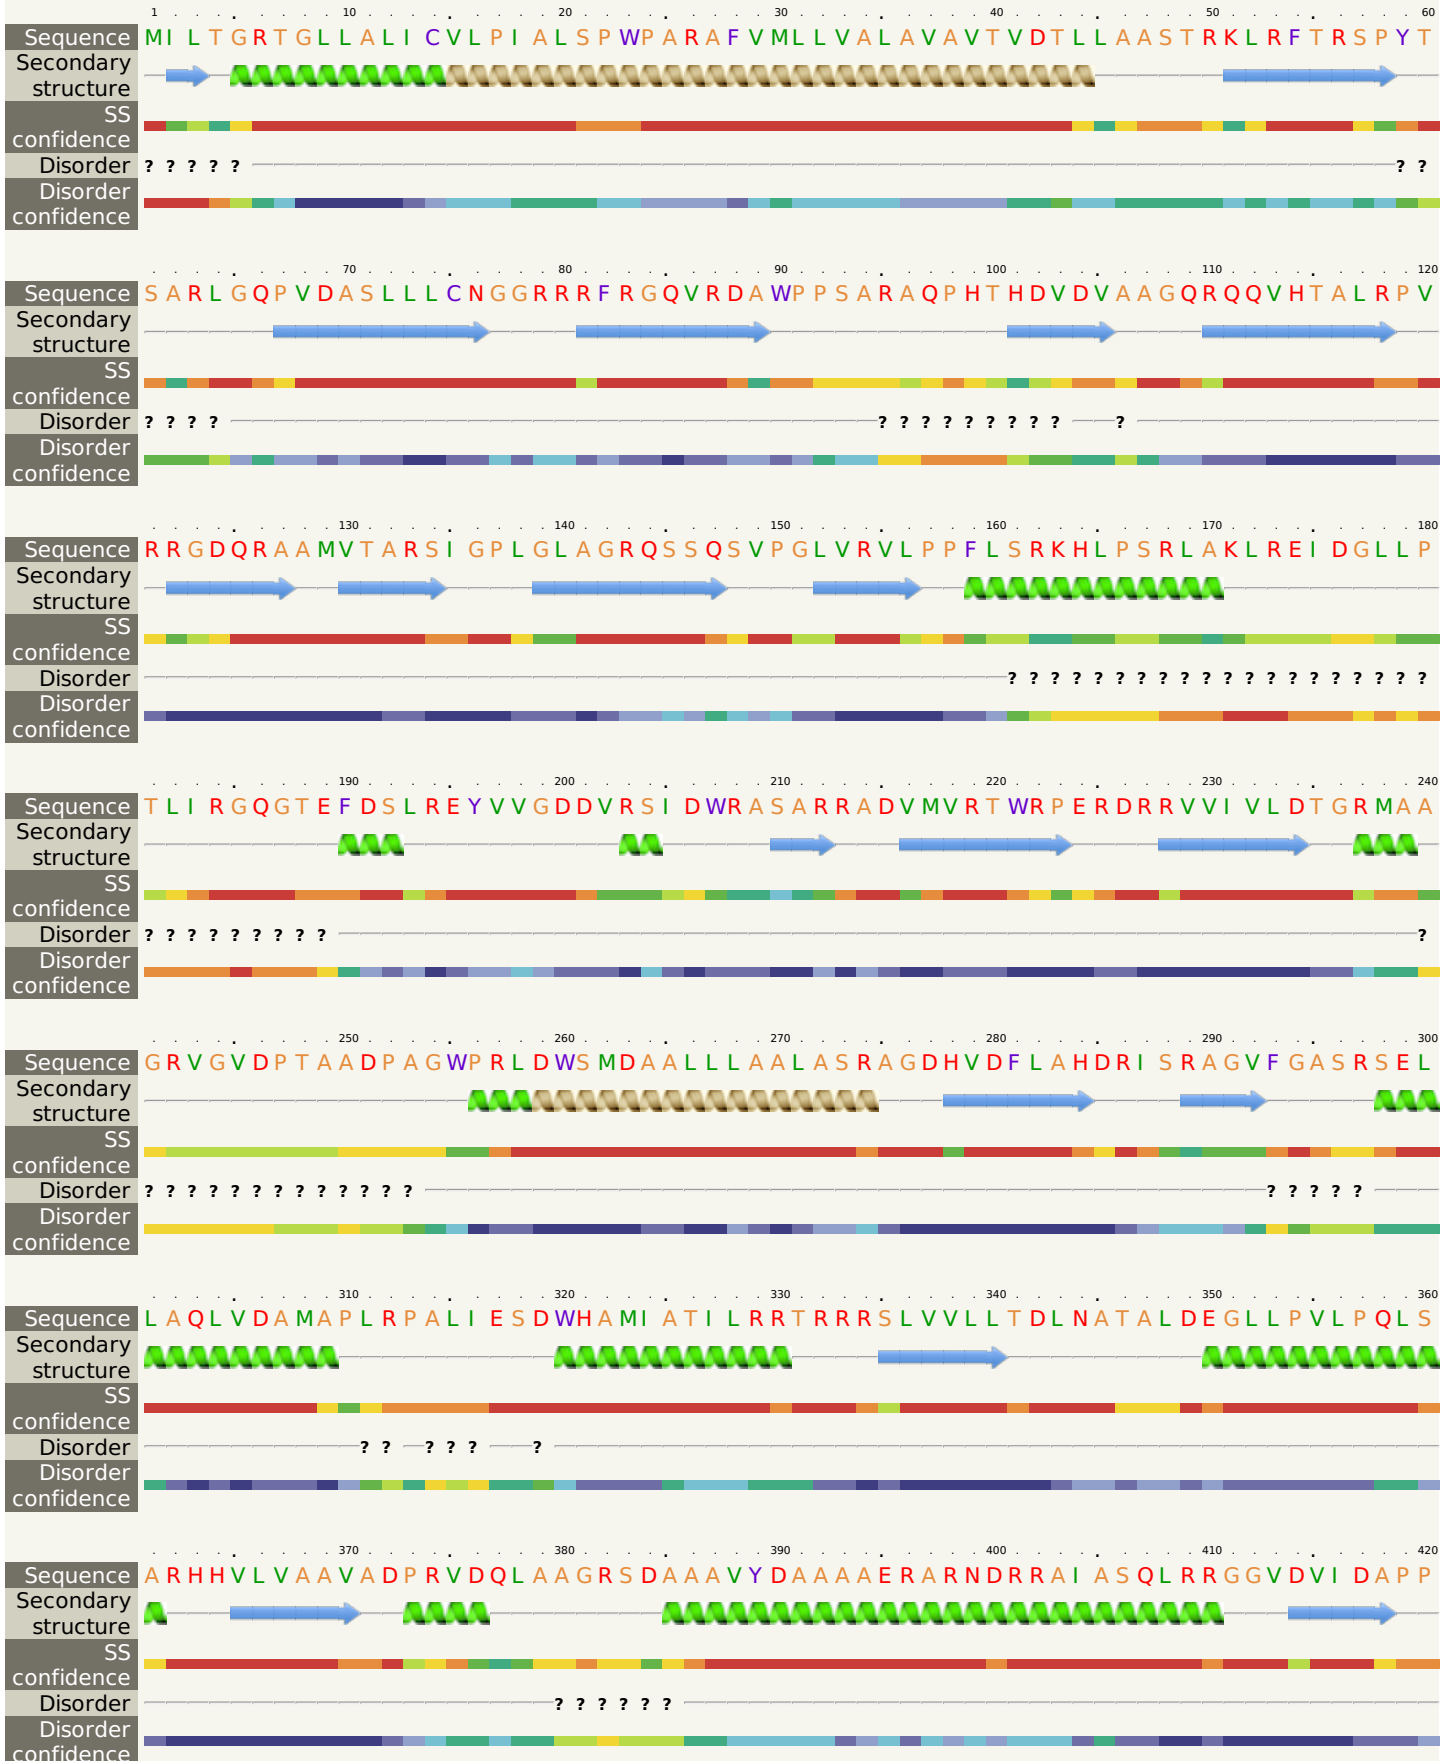 1 . . . . . . . . 10 . . . . . . . . . 20 . . . . . . . . . 30 . . . . . . . . . 40 . . . . . . . . . 50 . . . . . . . . . 60
Sequence MILTGRTGLLALICVLPIALSPWPARAFVMLLVALAVAVTVDTLLAASTRKLRFTRSPYT
Secondary
structure
SS
confidence
Disorder ? ? ? ? ? ? ?
Disorder
confidence
. . . . . . . . . 70 . . . . . . . . . 80 . . . . . . . . . 90 . . . . . . . . . 100 . . . . . . . . . 110 . . . . . . . . . 120
Sequence SARLGQPVDASLLLCNGGRRRFRGQVRDAWPPSARAQPHTHDVDVAAGQRQQVHTALRPV
Secondary
structure
SS
confidence
Disorder ? ? ? ? ? ? ? ? ? ? ? ? ? ?
Disorder
confidence
. . . . . . . . . 130 . . . . . . . . . 140 . . . . . . . . . 150 . . . . . . . . . 160 . . . . . . . . . 170 . . . . . . . . . 180
Sequence RRGDQRAAMVTARSIGPLGLAGRQSSQSVPGLVRVLPPFLSRKHLPSRLAKLREIDGLLP
Secondary
structure
SS
confidence
Disorder ? ? ? ? ? ? ? ? ? ? ? ? ? ? ? ? ? ? ? ?
Disorder
confidence
. . . . . . . . . 190 . . . . . . . . . 200 . . . . . . . . . 210 . . . . . . . . . 220 . . . . . . . . . 230 . . . . . . . . . 240
Sequence TLIRGQGTEFDSLREYVVGDDVRSIDWRASARRADVMVRTWRPERDRRVVIVLDTGRMAA
Secondary
structure
SS
confidence
Disorder ? ? ? ? ? ? ? ? ? ?
Disorder
confidence
. . . . . . . . . 250 . . . . . . . . . 260 . . . . . . . . . 270 . . . . . . . . . 280 . . . . . . . . . 290 . . . . . . . . . 300
Sequence GRVGVDPTAADPAGWPRLDWSMDAALLLAALASRAGDHVDFLAHDRISRAGVFGASRSEL
Secondary
structure
SS
confidence
Disorder ? ? ? ? ? ? ? ? ? ? ? ? ? ? ? ? ? ?
Disorder
confidence
. . . . . . . . . 310 . . . . . . . . . 320 . . . . . . . . . 330 . . . . . . . . . 340 . . . . . . . . . 350 . . . . . . . . . 360
Sequence LAQLVDAMAPLRPALIESDWHAMIATILRRTRRRSLVVLLTDLNATALDEGLLPVLPQLS
Secondary
structure
SS
confidence
Disorder ? ? ? ? ? ?
Disorder
confidence
. . . . . . . . . 370 . . . . . . . . . 380 . . . . . . . . . 390 . . . . . . . . . 400 . . . . . . . . . 410 . . . . . . . . . 420
Sequence ARHHVLVAAVADPRVDQLAAGRSDAAAVYDAAAAERARNDRRAIASQLRRGGVDVIDAPP
Secondary
structure
SS
confidence
Disorder ? ? ? ? ? ?
Disorder
confidence